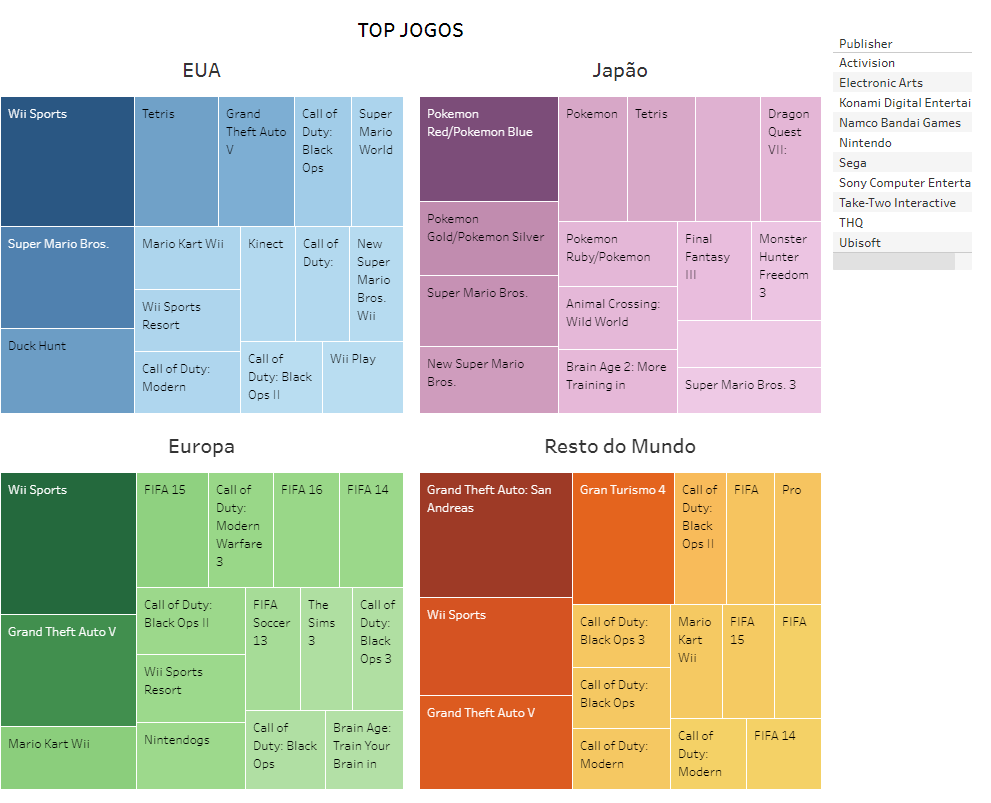 TOP JOGOS
EUA
Wii Sports
Tetris
Grand
Theft Auto
V
Call of
Duty:
Black
Ops
Super
Mario
World
Super Mario Bros.
Mario Kart Wii
Kinect
Call of
Duty:
New
Super
Mario
Bros.
Wii
Wii Sports
Resort
Duck Hunt
Call of Duty:
Modern
Call of
Duty: Black
Ops II
Wii Play
Japão
Pokemon
Red/Pokemon Blue
Pokemon
Tetris
Dragon
Quest
VII:
Pokemon
Gold/Pokemon Silver
Pokemon
Ruby/Pokemon
Final
Fantasy
III
Monster
Hunter
Freedom
3
Super Mario Bros.
Animal Crossing:
Wild World
New Super Mario
Bros.
Brain Age 2: More
Training in
Super Mario Bros. 3
Europa
Wii Sports
FIFA 15
Call of
Duty:
Modern
Warfare
3
FIFA 16
FIFA 14
Grand Theft Auto V
Call of Duty:
Black Ops II
FIFA
Soccer
13
The
Sims
3
Call of
Duty:
Black
Ops 3
Wii Sports
Resort
Mario Kart Wii
Nintendogs
Call of
Duty: Black
Ops
Brain Age:
Train Your
Brain in
Resto do Mundo
Grand Theft Auto: San
Andreas
Gran Turismo 4
Call of
Duty:
Black
Ops II
FIFA
Pro
Wii Sports
Call of Duty:
Black Ops 3
Mario
Kart
Wii
FIFA
15
FIFA
Call of Duty:
Black Ops
Grand Theft Auto V
Call of Duty:
Modern
Call of
Duty:
Modern
FIFA 14
Publisher
Activision
Electronic Arts
Konami Digital Entertai
Namco Bandai Games
Nintendo
Sega
Sony Computer Enterta
Take-Two Interactive
THQ
Ubisoft